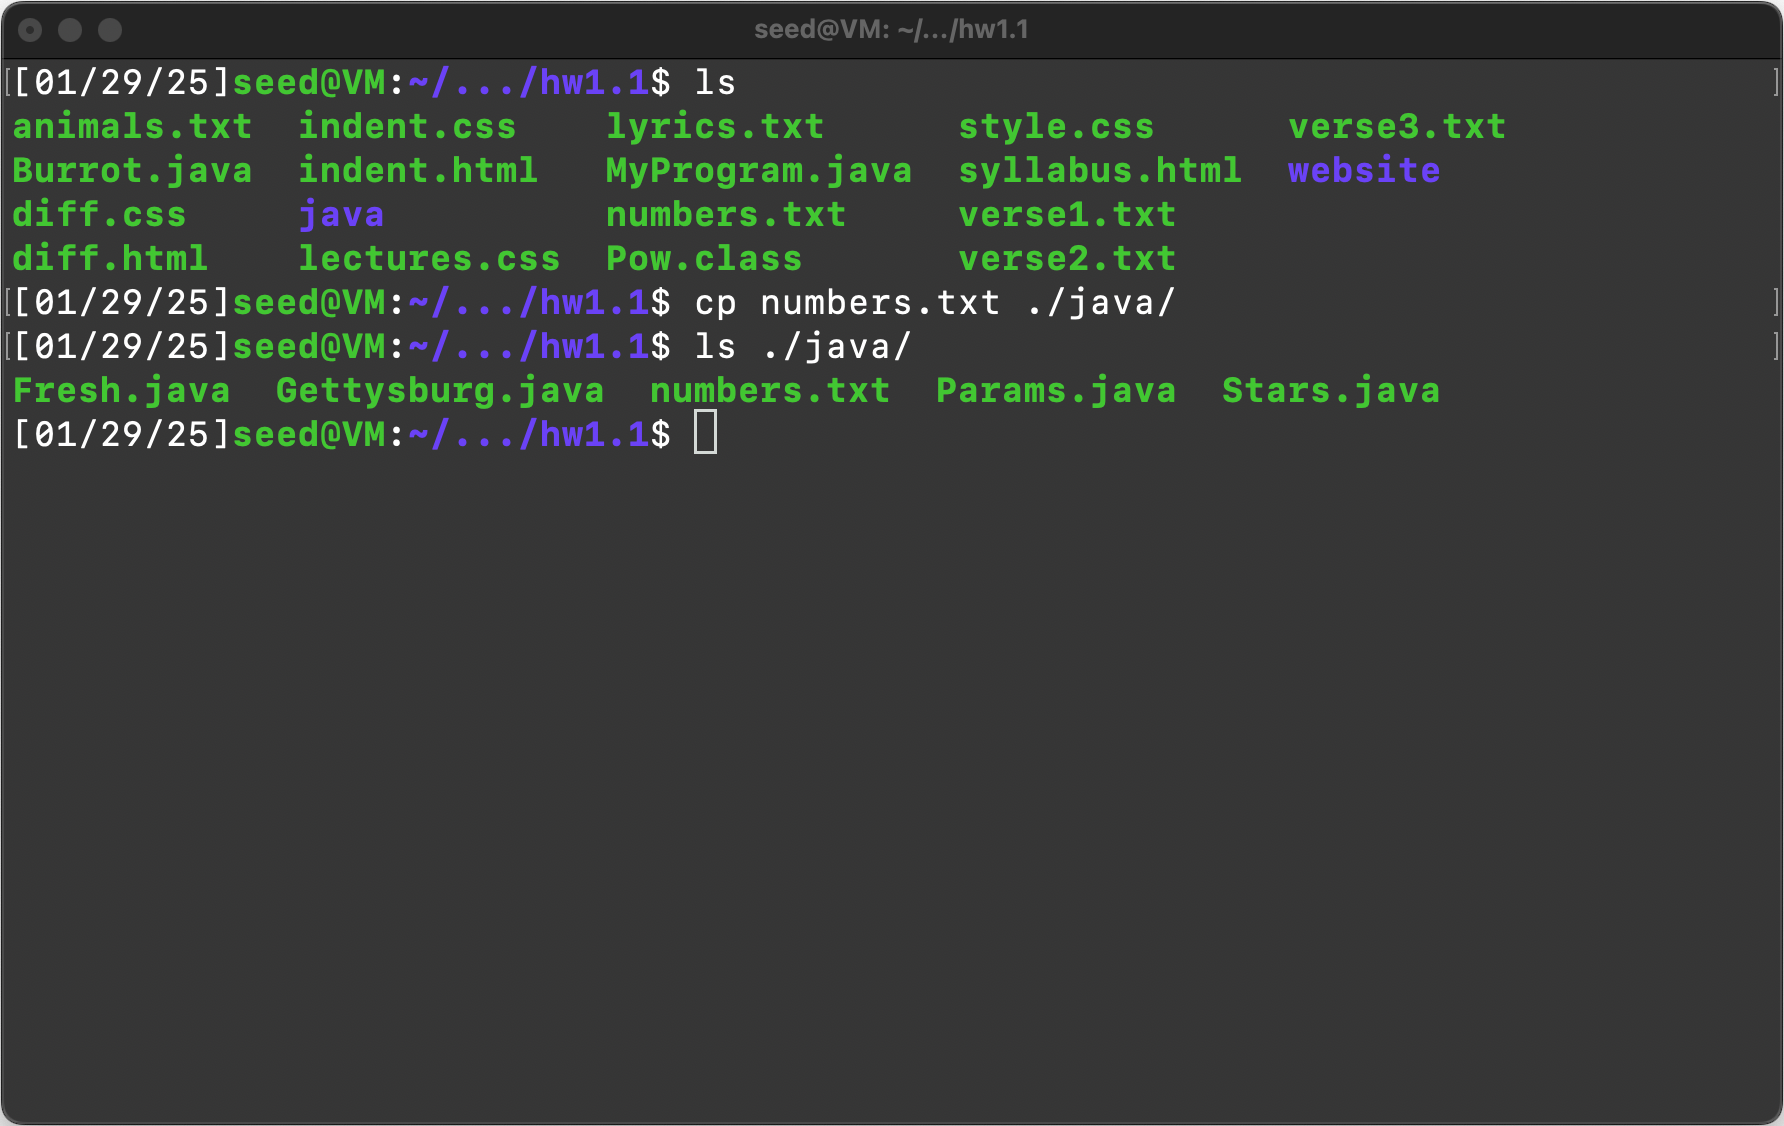 seed@VM: ~/.../hw1.1
[[01/29/25]seed@VM:~/.../hw1.1$ ls ]
animals.txt  indent.css    lyrics.txt      style.css      verse3.txt
Burrot.java  indent.html   MyProgram.java  syllabus.html  website
diff.css     java          numbers.txt     verse1.txt
diff.html    lectures.css  Pow.class       verse2.txt
[[01/29/25]seed@VM:~/.../hw1.1$ cp numbers.txt ./java/ ]
[[01/29/25]seed@VM:~/.../hw1.1$ ls ./java/ ]
Fresh.java  Gettysburg.java  numbers.txt  Params.java  Stars.java
[01/29/25]seed@VM:~/.../hw1.1$